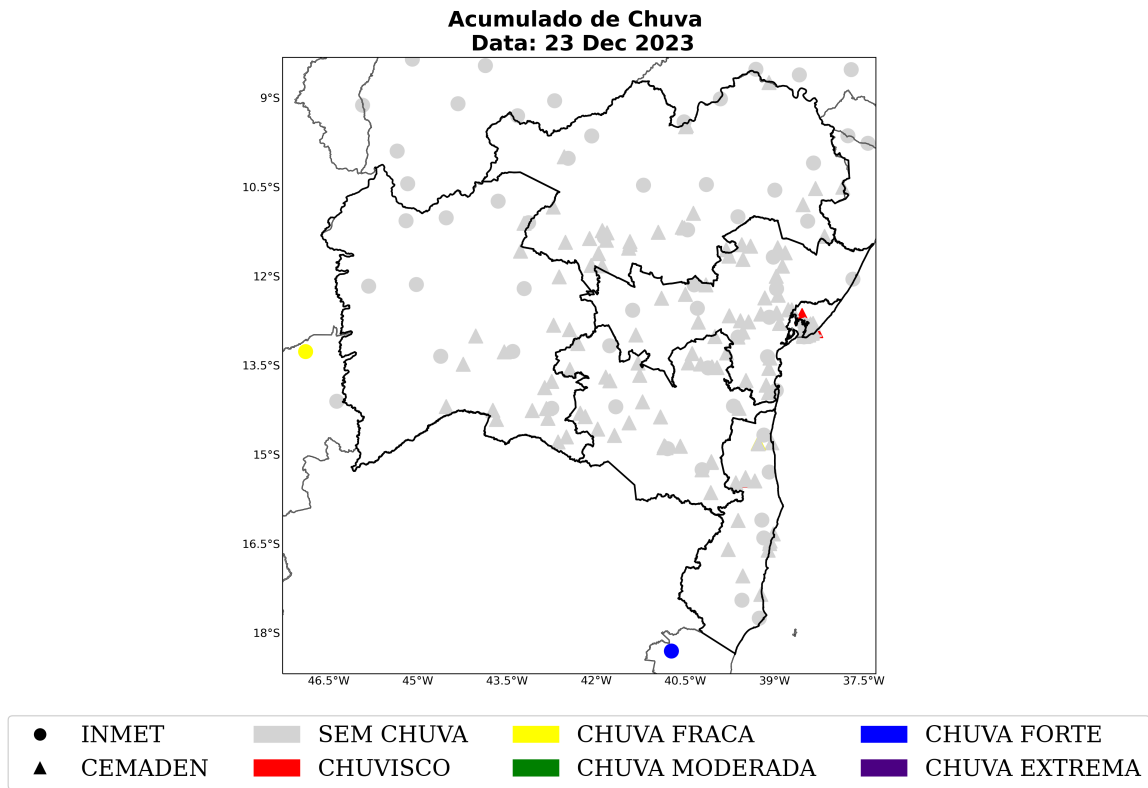 Acumulado de Chuva
Data: 23 Dec 2023
9°S
10.5°S
12°S
13.5°S
15°S
16.5°S
18°S
46.5°W 45°W 43.5°W 42°W 40.5°W 39°W 37.5°W
INMET SEM CHUVA CHUVA FRACA CHUVA FORTE
CEMADEN CHUVISCO CHUVA MODERADA CHUVA EXTREMA